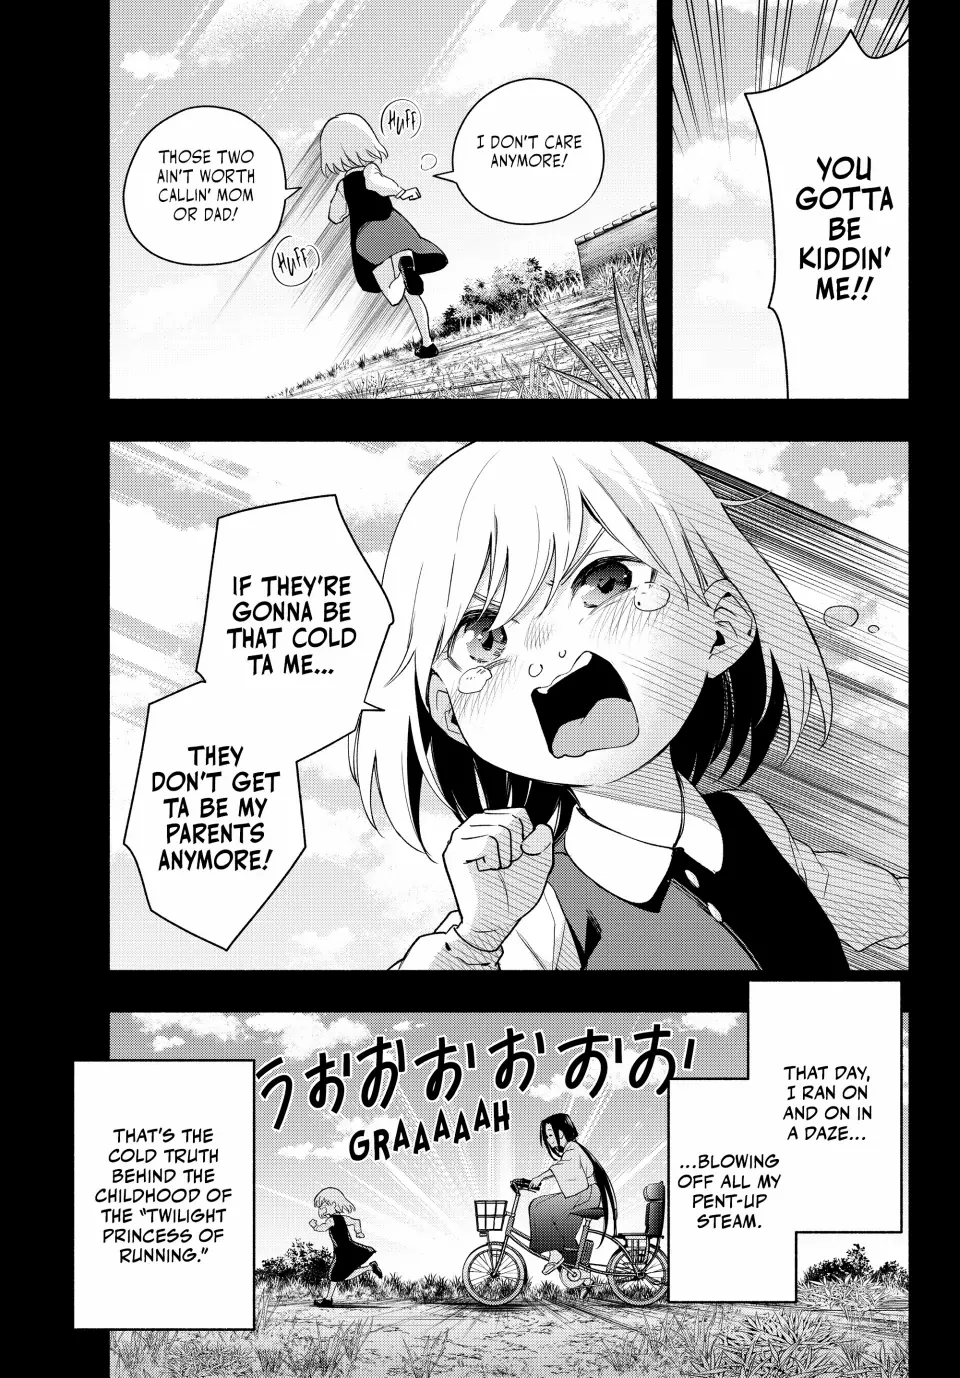 YOU
GOTTA
BE
KIDDIN'
ME!!
I DON'T CARE
ANYMORE!
HUFF
THOSE TWO
AIN'T WORTH
CALLIN' MOM
OR DAD!
HUFF
IF THEY'RE
GONNA BE
THAT COLD
TA ME...
THEY
DON'T GET
TA BE MY
PARENTS
ANYMORE!
THAT DAY,
I RAN ON
AND ON IN
A DAZE...
...BLOWING
OFF ALL MY
PENT-UP
STEAM.
うおおおおおお
GRAAAAAH
THAT'S THE
COLD TRUTH
BEHIND THE
CHILDHOOD OF
THE "TWILIGHT
PRINCESS OF
RUNNING."